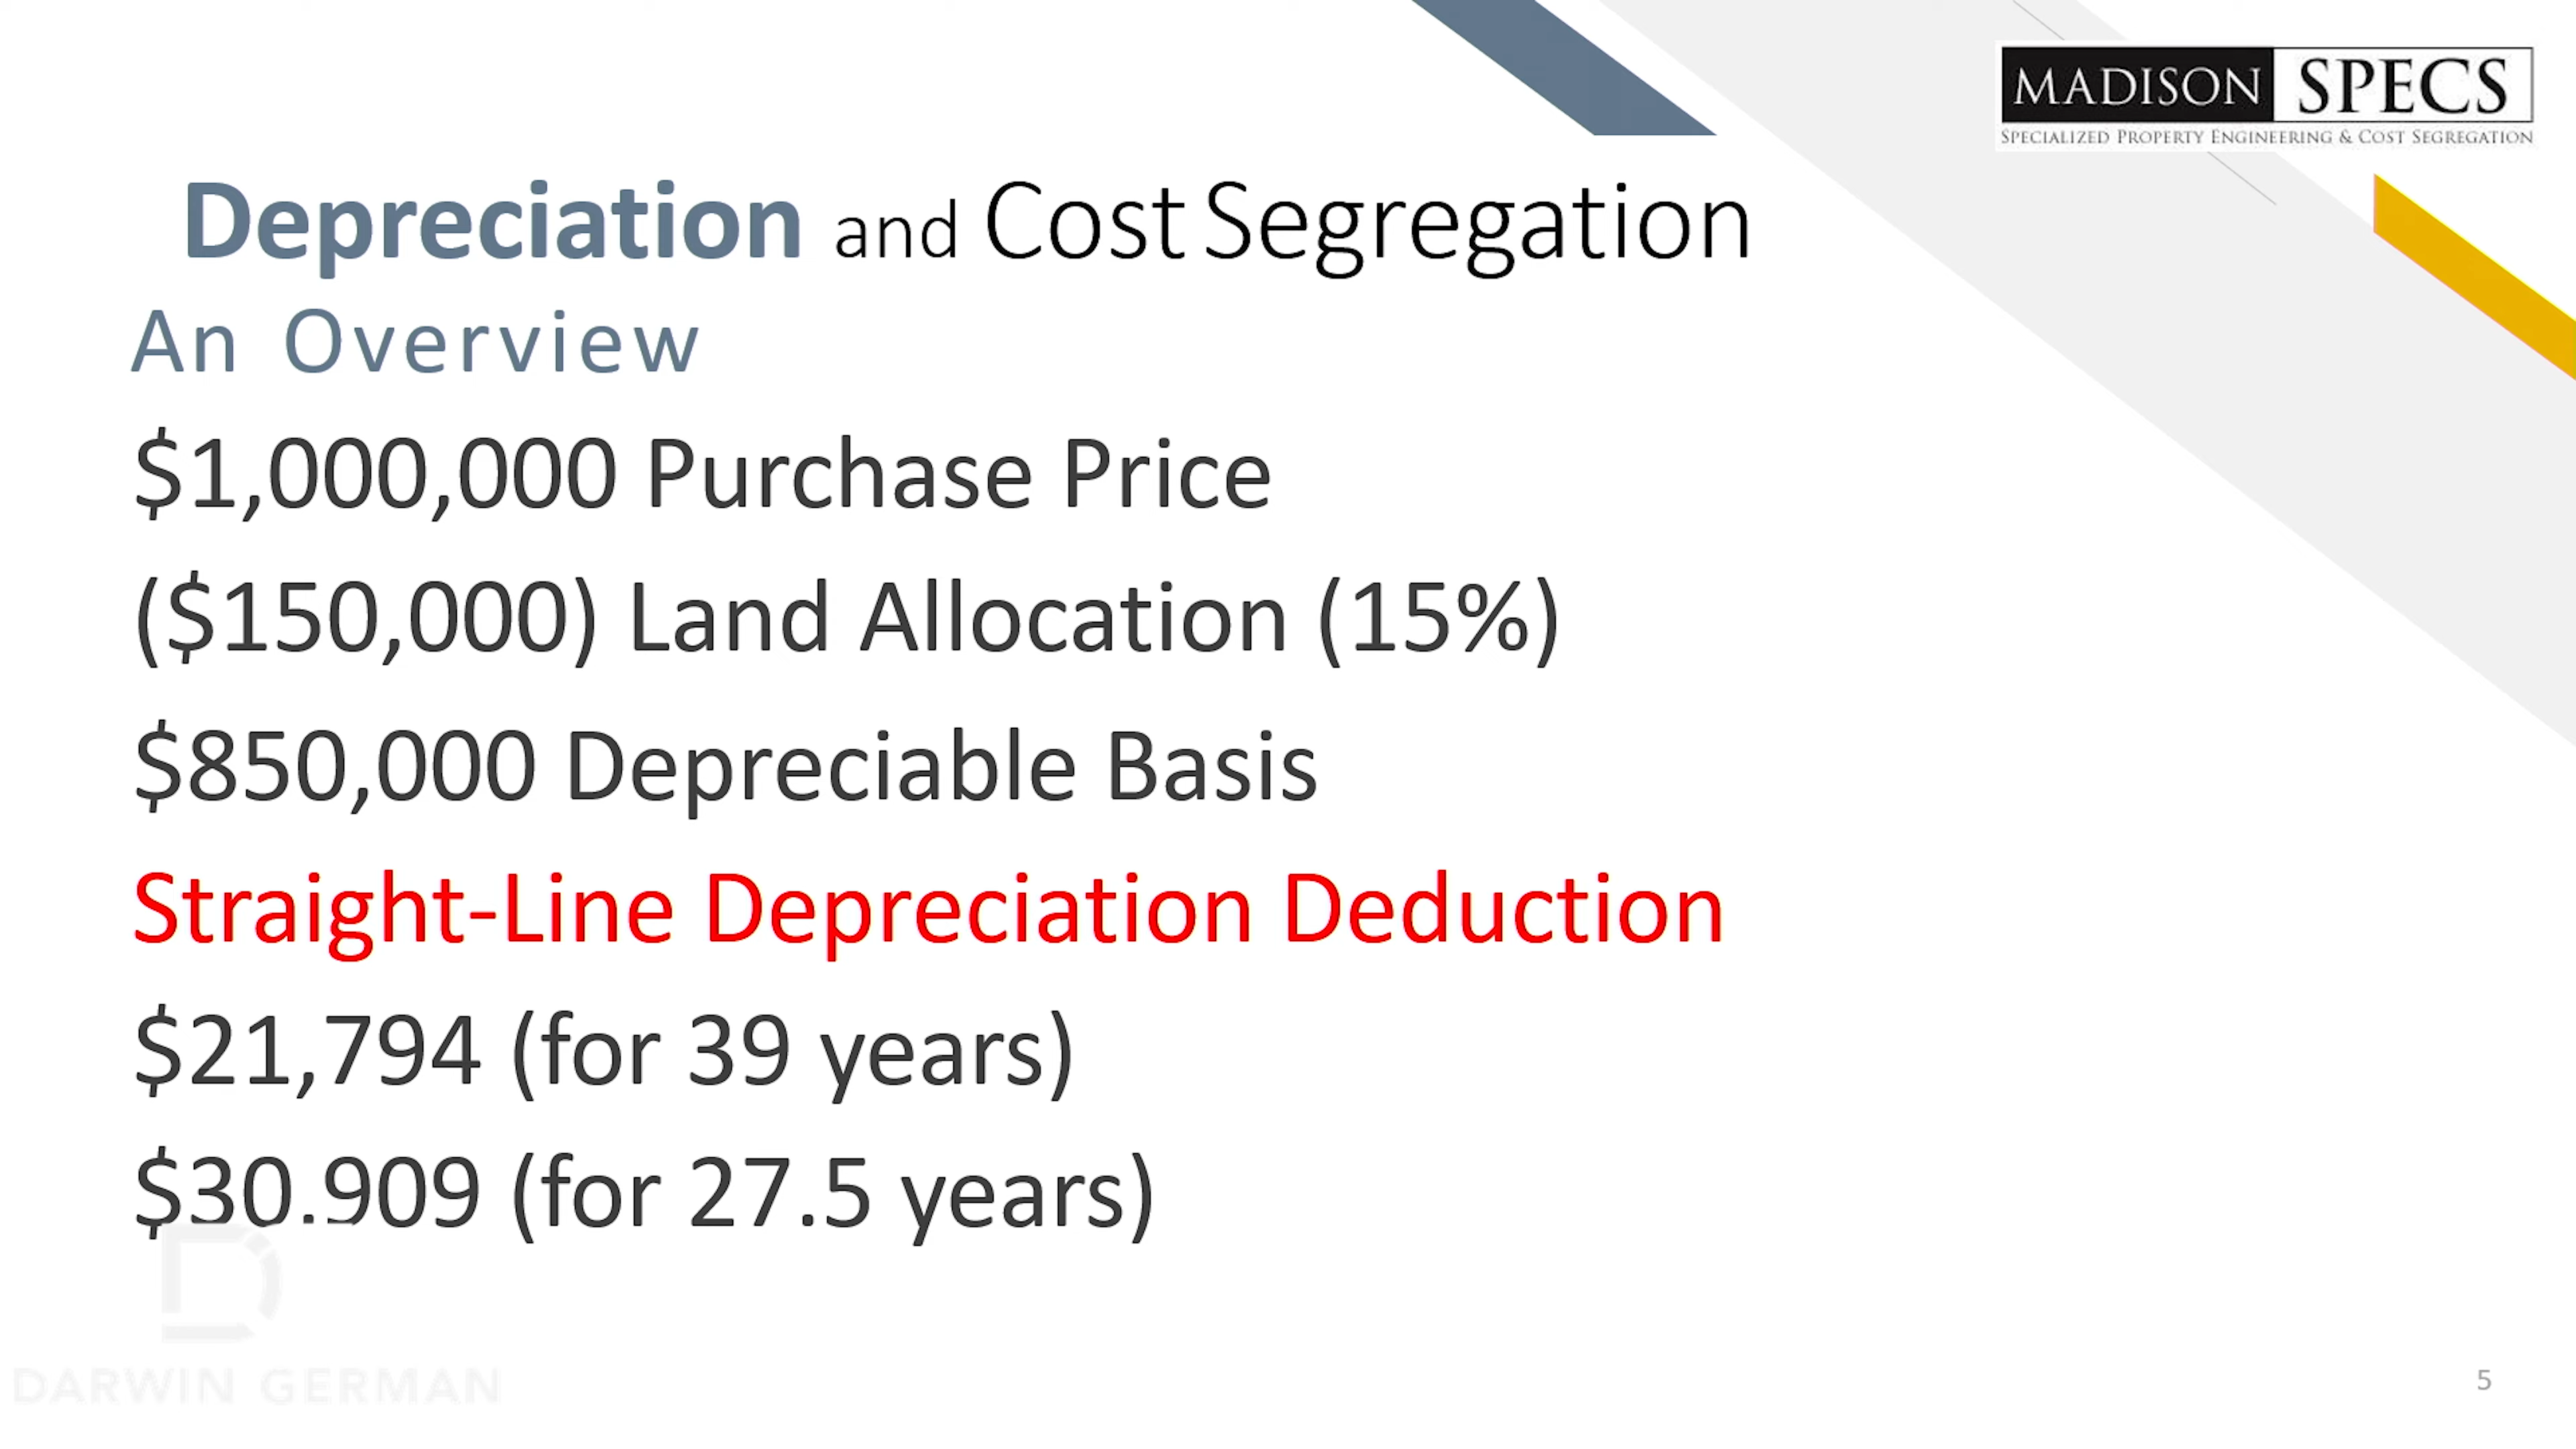 MADISON SPECS
SPECIALIZED PROPERTY ENGINEERING & COST SEGREGATION
Depreciation and Cost Segregation
An Overview
$1,000,000 Purchase Price
($150,000) Land Allocation (15%)
$850,000 Depreciable Basis
Straight-Line Depreciation Deduction
$21,794 (for 39 years)
$30,909 (for 27.5 years)
DARWIN GERMAN
5